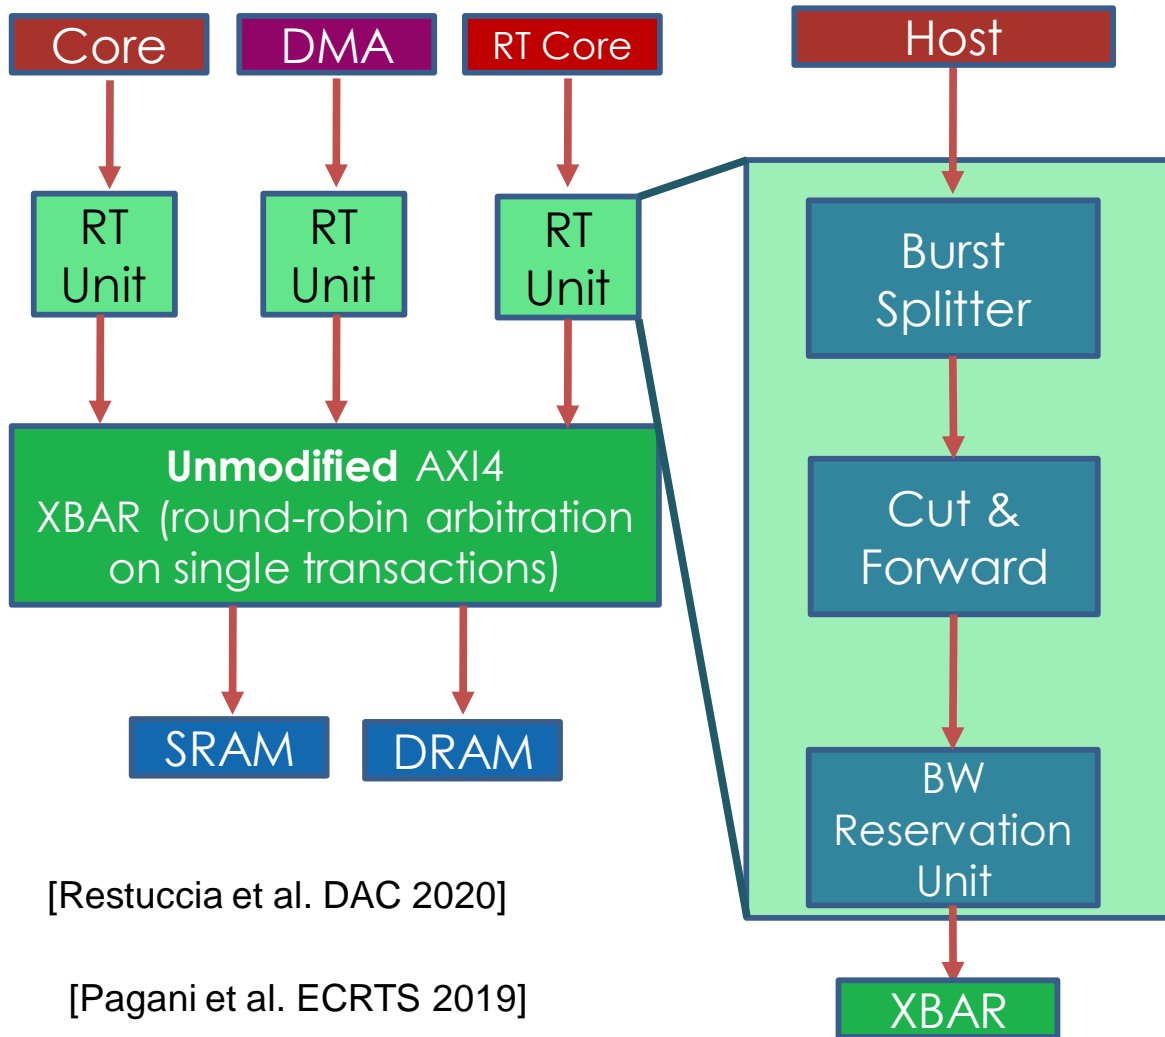 Core
DMA
RT Core
Host
RT
Unit
RT
Unit
RT
Unit
Burst
Splitter
Cut &
Forward
BW
Reservation
Unit
Unmodified AXI4
XBAR (round-robin arbitration
on single transactions)
SRAM
DRAM
XBAR
[Restuccia et al. DAC 2020]
[Pagani et al. ECRTS 2019]